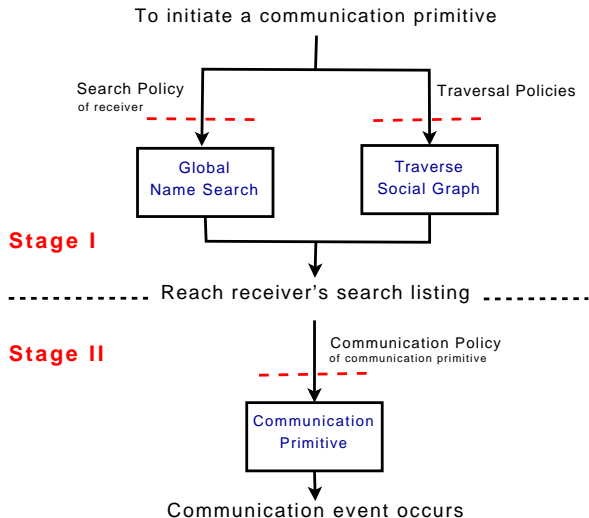 To initiate a communication primitive
Search Policy
of receiver
Traversal Policies
Global
Name Search
Traverse
Social Graph
Stage I
Reach receiver's search listing
Stage II
Communication Policy
of communication primitive
Communication
Primitive
Communication event occurs